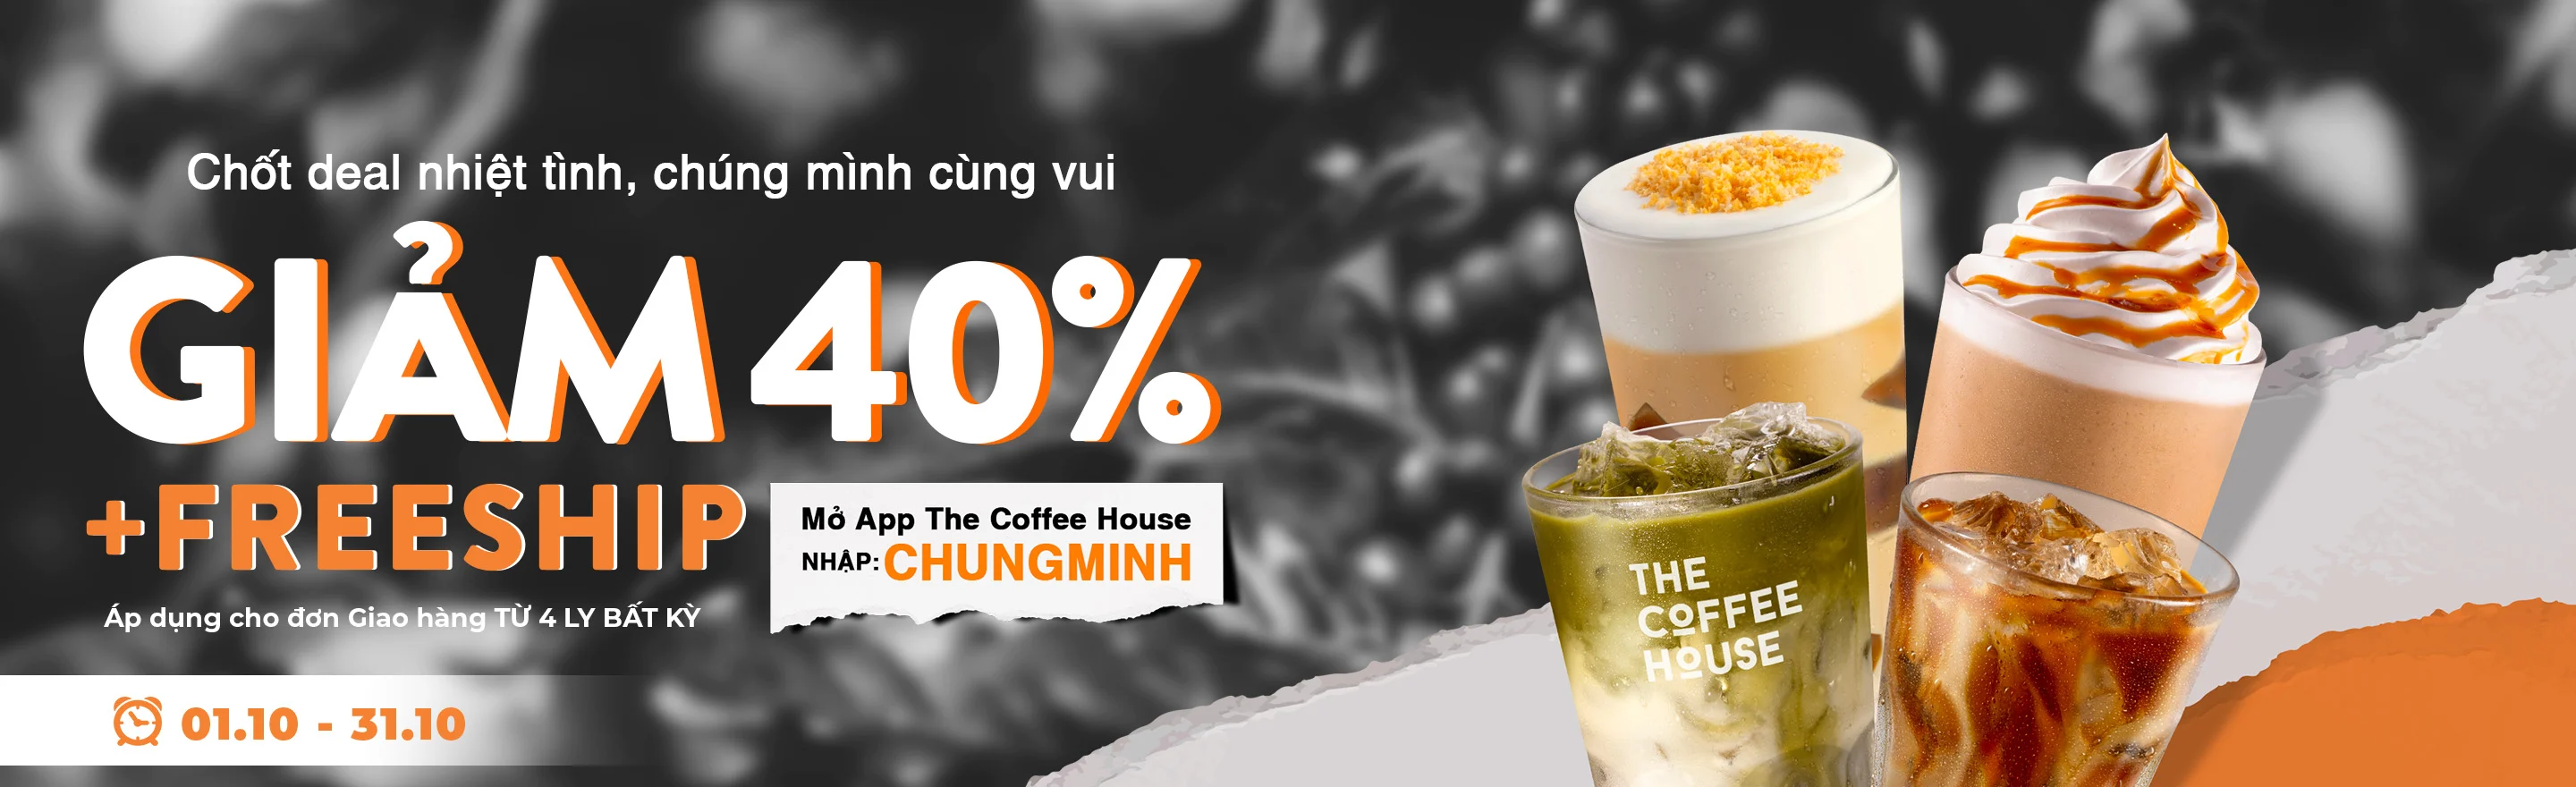 Chốt deal nhiệt tình, chúng mình cùng vui
GIẢM 40%
+FREESHIP
Mở App The Coffee House
NHẬP: CHUNGMINH
Áp dụng cho đơn Giao hàng TỪ 4 LY BẤT KỲ
01.10 - 31.10
THE
COFFEE
HOUSE